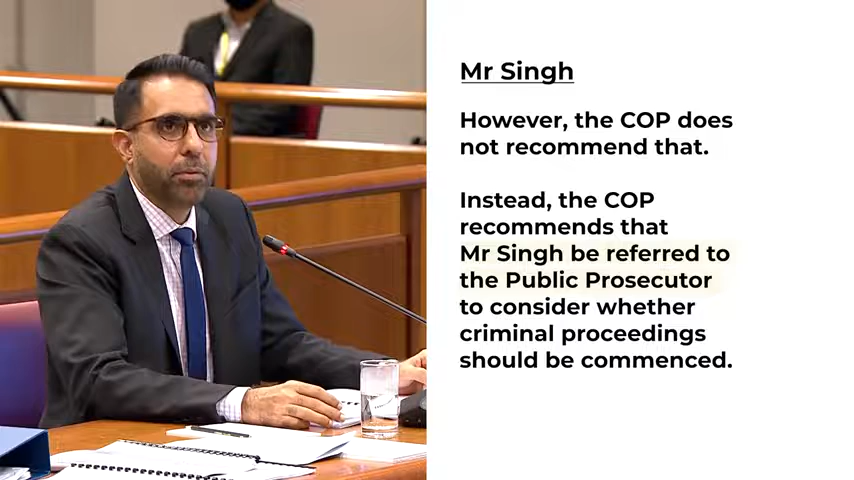 Mr Singh
However, the COP does
not recommend that.
Instead, the COP
recommends that
Mr Singh be referred to
the Public Prosecutor
to consider whether
criminal proceedings
should be commenced.